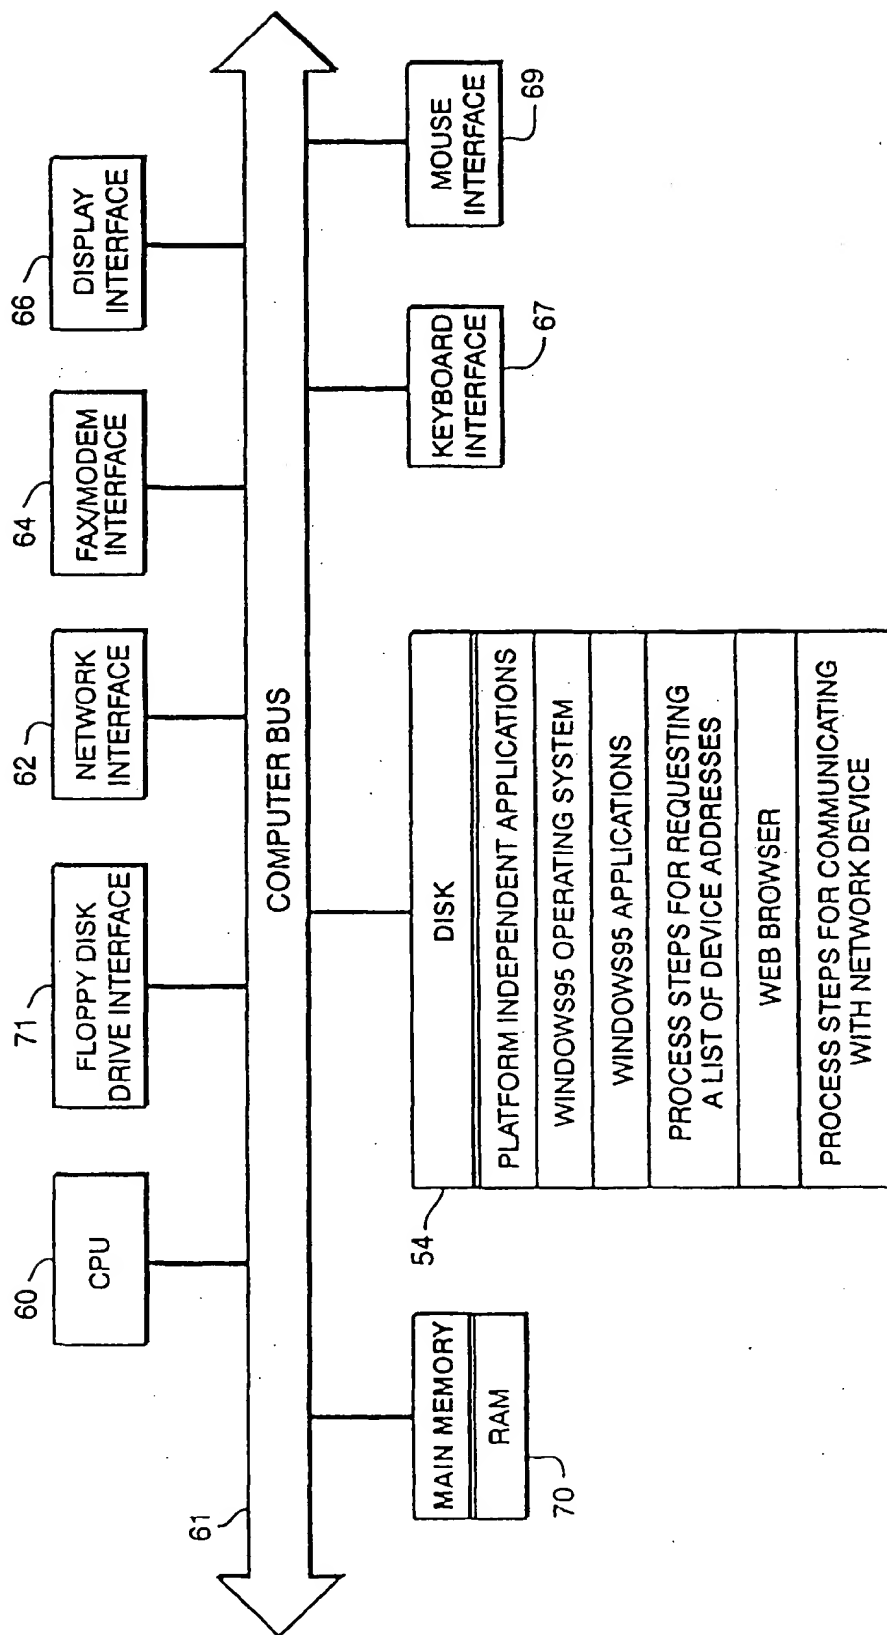 60
CPU
71
FLOPPY DISK
DRIVE INTERFACE
62
NETWORK
INTERFACE
64
FAX/MODEM
INTERFACE
66
DISPLAY
INTERFACE
61
COMPUTER BUS
MAIN MEMORY
RAM
70
54
DISK
PLATFORM INDEPENDENT APPLICATIONS
WINDOWS95 OPERATING SYSTEM
WINDOWS95 APPLICATIONS
PROCESS STEPS FOR REQUESTING
A LIST OF DEVICE ADDRESSES
WEB BROWSER
PROCESS STEPS FOR COMMUNICATING
WITH NETWORK DEVICE
KEYBOARD
INTERFACE
67
MOUSE
INTERFACE
69